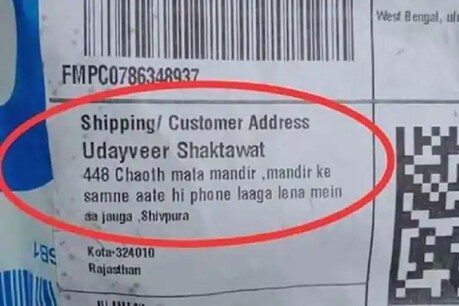 West Bengal,
FMPC0786348937
Shipping/ Customer Address
Udayveer Shaktawat
448 Chaoth mata mandir ,mandir ke
samne aate hi phone laaga lena mein
aa jauga ,Shivpura
Kota-324010
Rajasthan
SB1